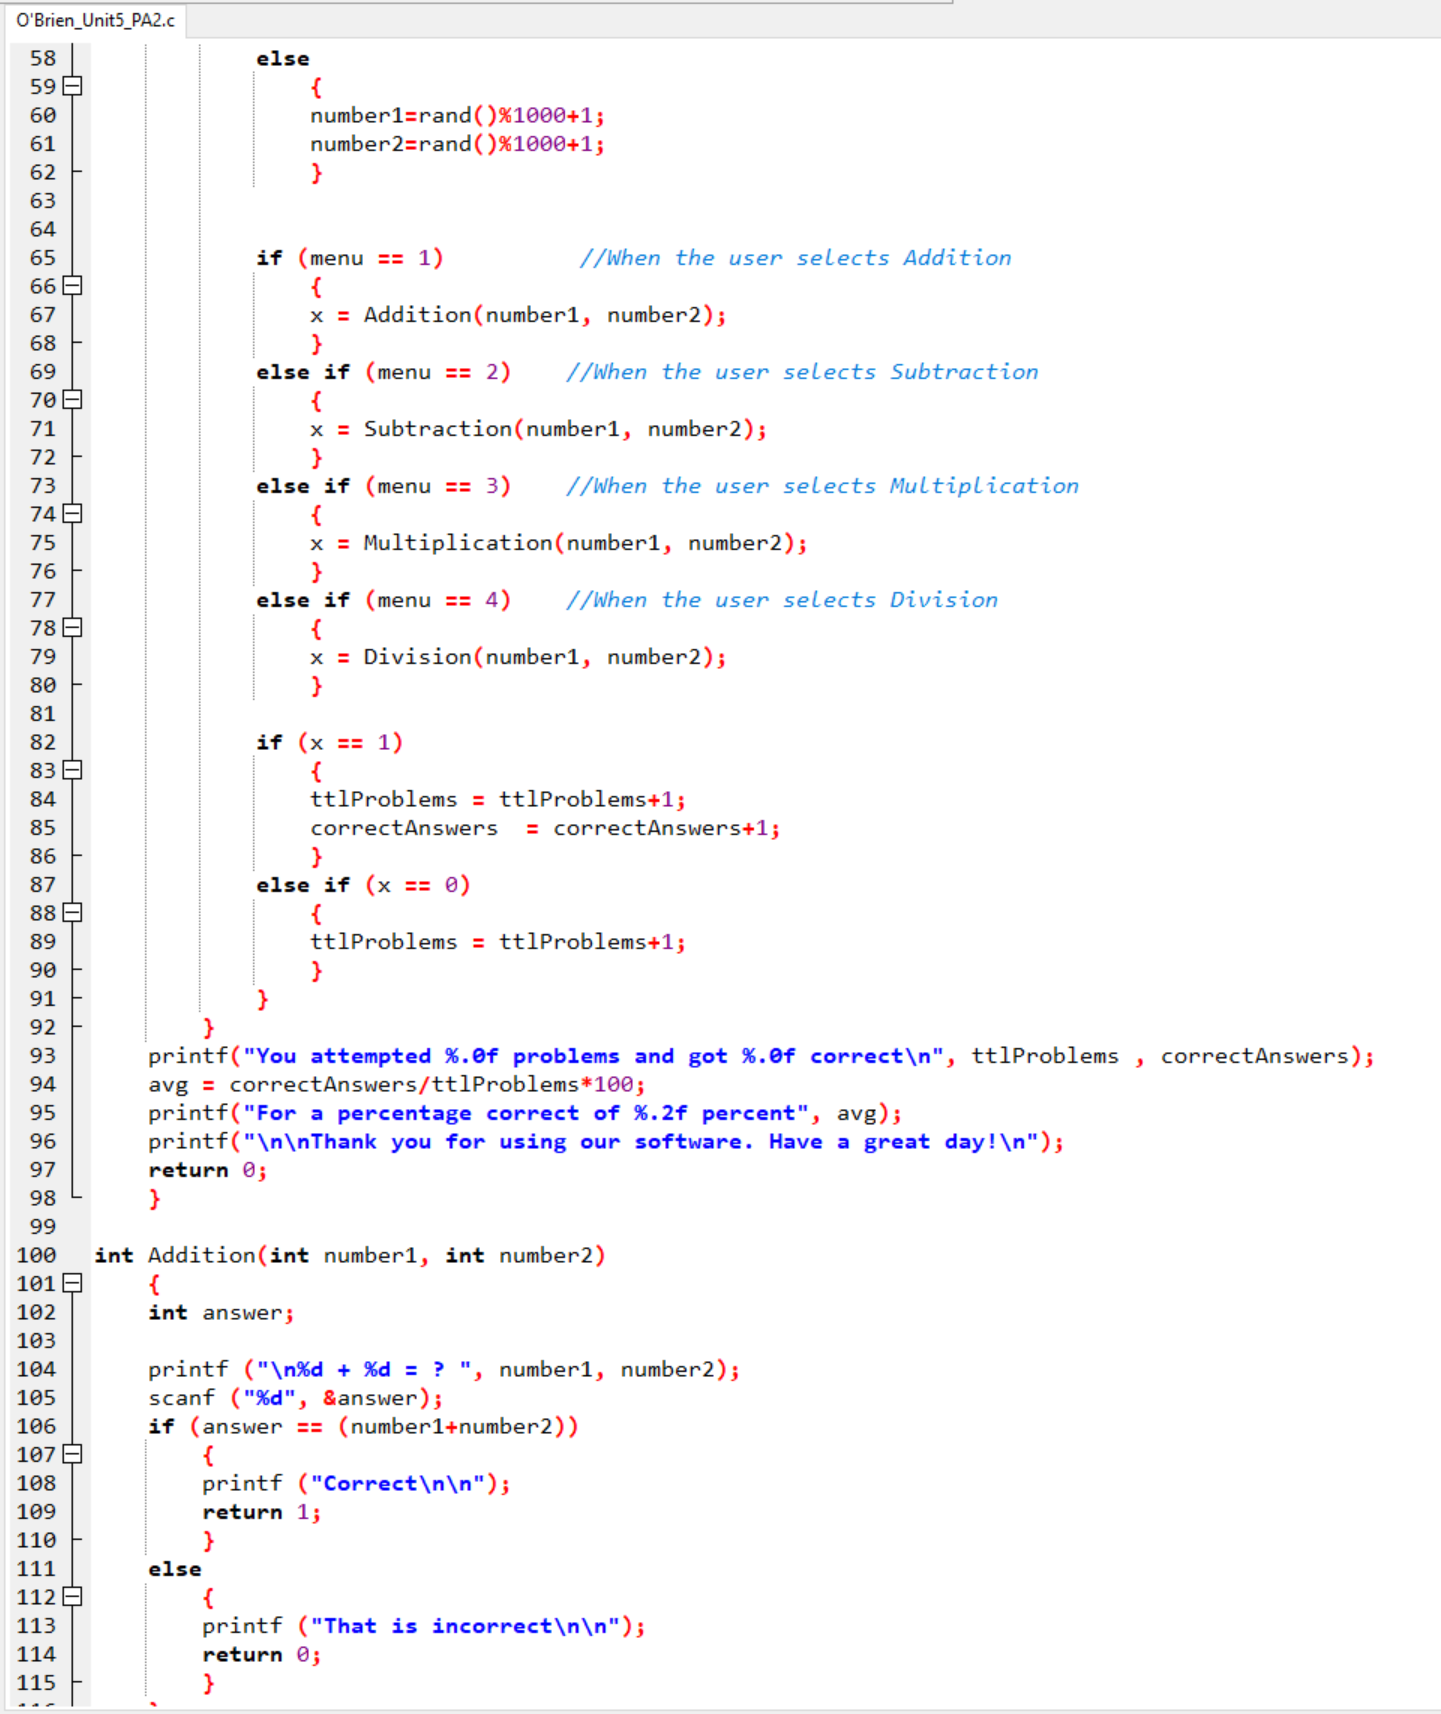 O'Brien_Unit5_PA2.c
58 else
59 {
60 number1=rand()%1000+1;
61 number2=rand()%1000+1;
62 }
63
64
65 if (menu == 1) //When the user selects Addition
66 {
67 x = Addition(number1, number2);
68 }
69 else if (menu == 2) //When the user selects Subtraction
70 {
71 x = Subtraction(number1, number2);
72 }
73 else if (menu == 3) //When the user selects Multiplication
74 {
75 x = Multiplication(number1, number2);
76 }
77 else if (menu == 4) //When the user selects Division
78 {
79 x = Division(number1, number2);
80 }
81
82 if (x == 1)
83 {
84 ttlProblems = ttlProblems+1;
85 correctAnswers  = correctAnswers+1;
86 }
87 else if (x == 0)
88 {
89 ttlProblems = ttlProblems+1;
90 }
91 }
92 }
93 printf("You attempted %.0f problems and got %.0f correct\n", ttlProblems , correctAnswers);
94 avg = correctAnswers/ttlProblems*100;
95 printf("For a percentage correct of %.2f percent", avg);
96 printf("\n\nThank you for using our software. Have a great day!\n");
97 return 0;
98 }
99
100 int Addition(int number1, int number2)
101 {
102 int answer;
103
104 printf ("\n%d + %d = ? ", number1, number2);
105 scanf ("%d", &answer);
106 if (answer == (number1+number2))
107 {
108 printf ("Correct\n\n");
109 return 1;
110 }
111 else
112 {
113 printf ("That is incorrect\n\n");
114 return 0;
115 }